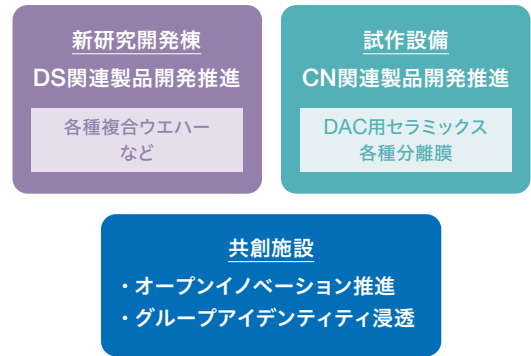 新研究開発棟
DS関連製品開発推進
各種複合ウエハー
など
試作設備
CN関連製品開発推進
DAC用セラミックス
各種分離膜
共創施設
・オープンイノベーション推進
・グループアイデンティティ浸透